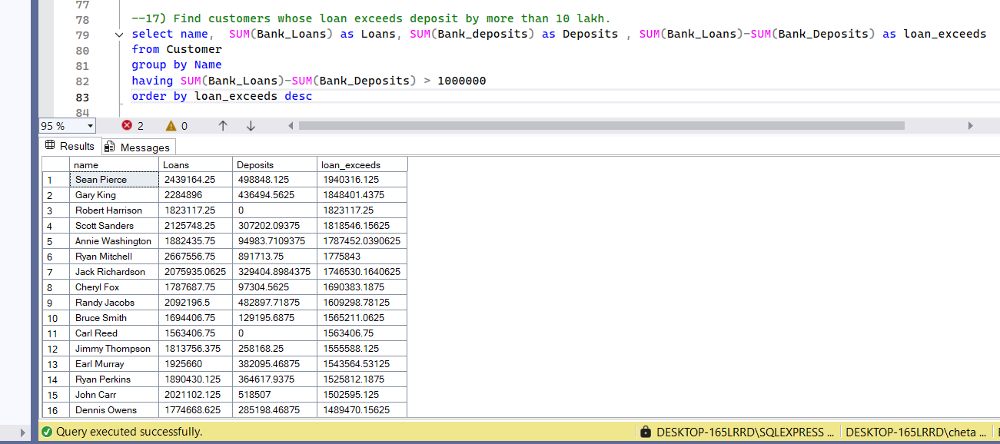 77
78 --17) Find customers whose loan exceeds deposit by more than 10 lakh.
79 select name,  SUM(Bank_Loans) as Loans, SUM(Bank_deposits) as Deposits , SUM(Bank_Loans)-SUM(Bank_Deposits) as loan_exceeds
80 from Customer
81 group by Name
82 having SUM(Bank_Loans)-SUM(Bank_Deposits) > 1000000
83 order by loan_exceeds desc
84
95 % 2 0
Results Messages
name Loans Deposits loan_exceeds
1 Sean Pierce 2439164.25 498848.125 1940316.125
2 Gary King 2284896 436494.5625 1848401.4375
3 Robert Harrison 1823117.25 0 1823117.25
4 Scott Sanders 2125748.25 307202.09375 1818546.15625
5 Annie Washington 1882435.75 94983.7109375 1787452.0390625
6 Ryan Mitchell 2667556.75 891713.75 1775843
7 Jack Richardson 2075935.0625 329404.8984375 1746530.1640625
8 Cheryl Fox 1787687.75 97304.5625 1690383.1875
9 Randy Jacobs 2092196.5 482897.71875 1609298.78125
10 Bruce Smith 1694406.75 129195.6875 1565211.0625
11 Carl Reed 1563406.75 0 1563406.75
12 Jimmy Thompson 1813756.375 258168.25 1555588.125
13 Earl Murray 1925660 382095.46875 1543564.53125
14 Ryan Perkins 1890430.125 364617.9375 1525812.1875
15 John Carr 2021102.125 518507 1502595.125
16 Dennis Owens 1774668.625 285198.46875 1489470.15625
Query executed successfully. DESKTOP-165LRRD\SQLEXPRESS ... DESKTOP-165LRRD\cheta ...